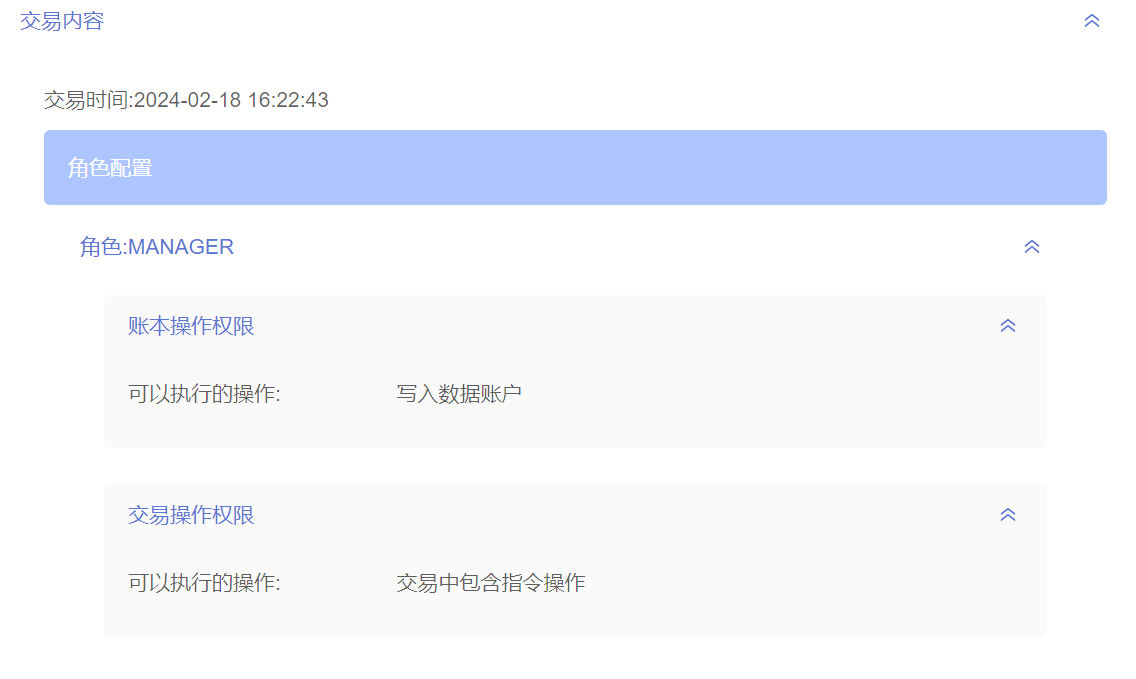 交易内容
交易时间:2024-02-18 16:22:43
角色配置
角色:MANAGER
账本操作权限
可以执行的操作: 写入数据账户
交易操作权限
可以执行的操作: 交易中包含指令操作